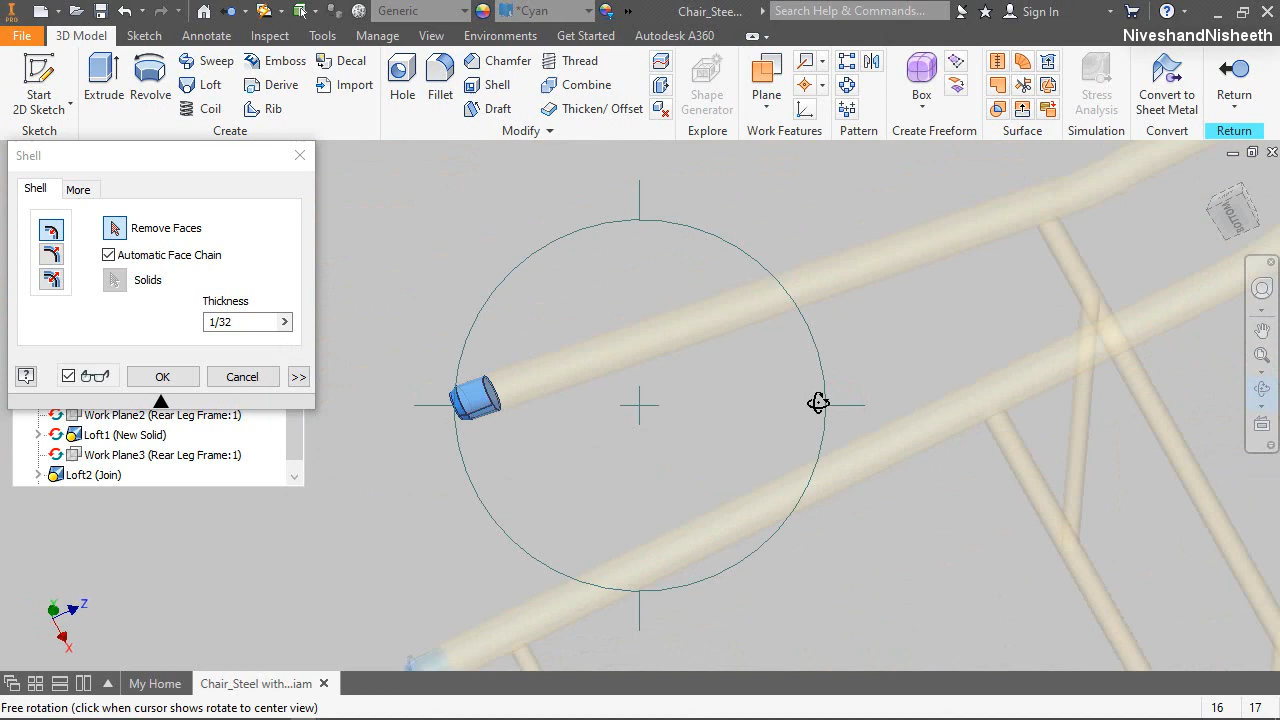 Generic
*Cyan
Chair_Stee...
Search Help & Commands...
Sign In
PRO
File
3D Model
Sketch
Annotate
Inspect
Tools
Manage
View
Environments
Get Started
Autodesk A360
NiveshandNisheeth
Start
2D Sketch
Extrude
Revolve
Sweep
Loft
Coil
Emboss
Derive
Rib
Decal
Import
Hole
Fillet
Chamfer
Shell
Draft
Thread
Combine
Thicken/ Offset
Shape
Generator
Plane
Box
Stress
Analysis
Convert to
Sheet Metal
Return
Sketch
Create
Modify
Explore
Work Features
Pattern
Create Freeform
Surface
Simulation
Convert
Return
Shell
Shell
More
Remove Faces
Automatic Face Chain
Solids
Thickness
1/32
?
OK
Cancel
>>
Work Plane2 (Rear Leg Frame:1)
Loft1 (New Solid)
Work Plane3 (Rear Leg Frame:1)
Loft2 (Join)
BOTTOM
Y
Z
X
My Home
Chair_Steel with...iam
Free rotation (click when cursor shows rotate to center view)
16
17